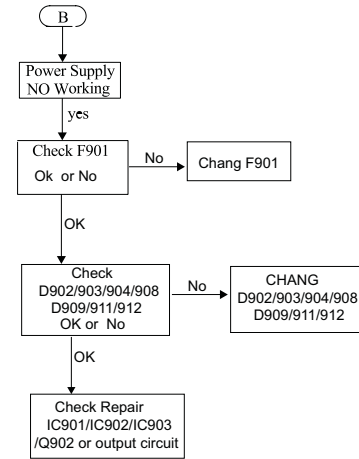 B
Power Supply
NO Working
yes
Check F901
Ok or No
No
Chang F901
OK
Check
D902/903/904/908
D909/911/912
OK or No
No
CHANG
D902/903/904/908
D909/911/912
OK
Check Repair
IC901/IC902/IC903
/Q902 or output circuit